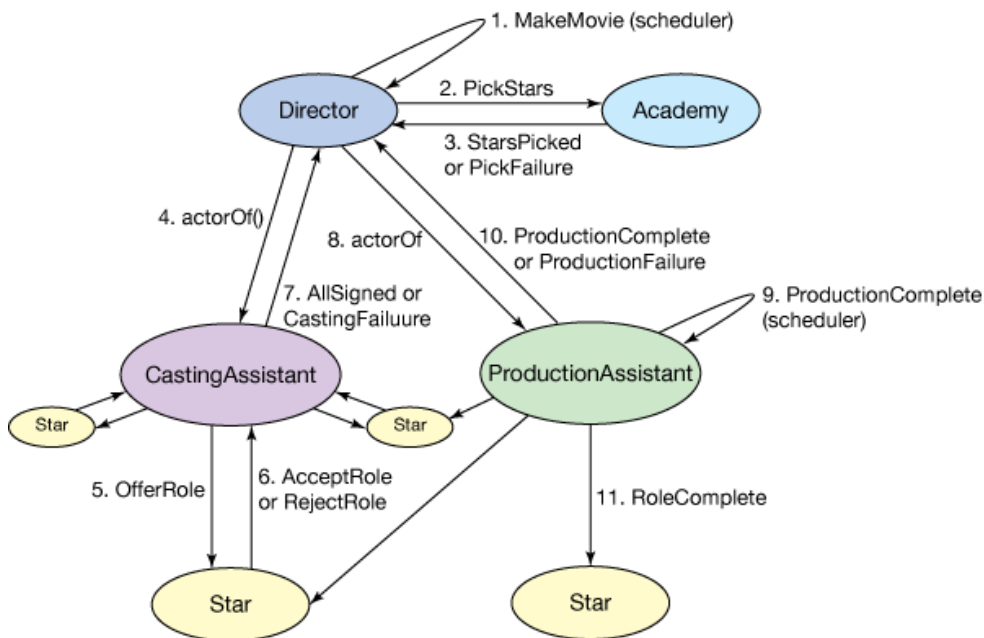 1. MakeMovie (scheduler)
Director
2. PickStars
Academy
3. StarsPicked
or PickFailure
4. actorOf()
8. actorOf
10. ProductionComplete
or ProductionFailure
7. AllSigned or
CastingFailuure
9. ProductionComplete
(scheduler)
CastingAssistant
ProductionAssistant
Star
Star
5. OfferRole
6. AcceptRole
or RejectRole
11. RoleComplete
Star
Star